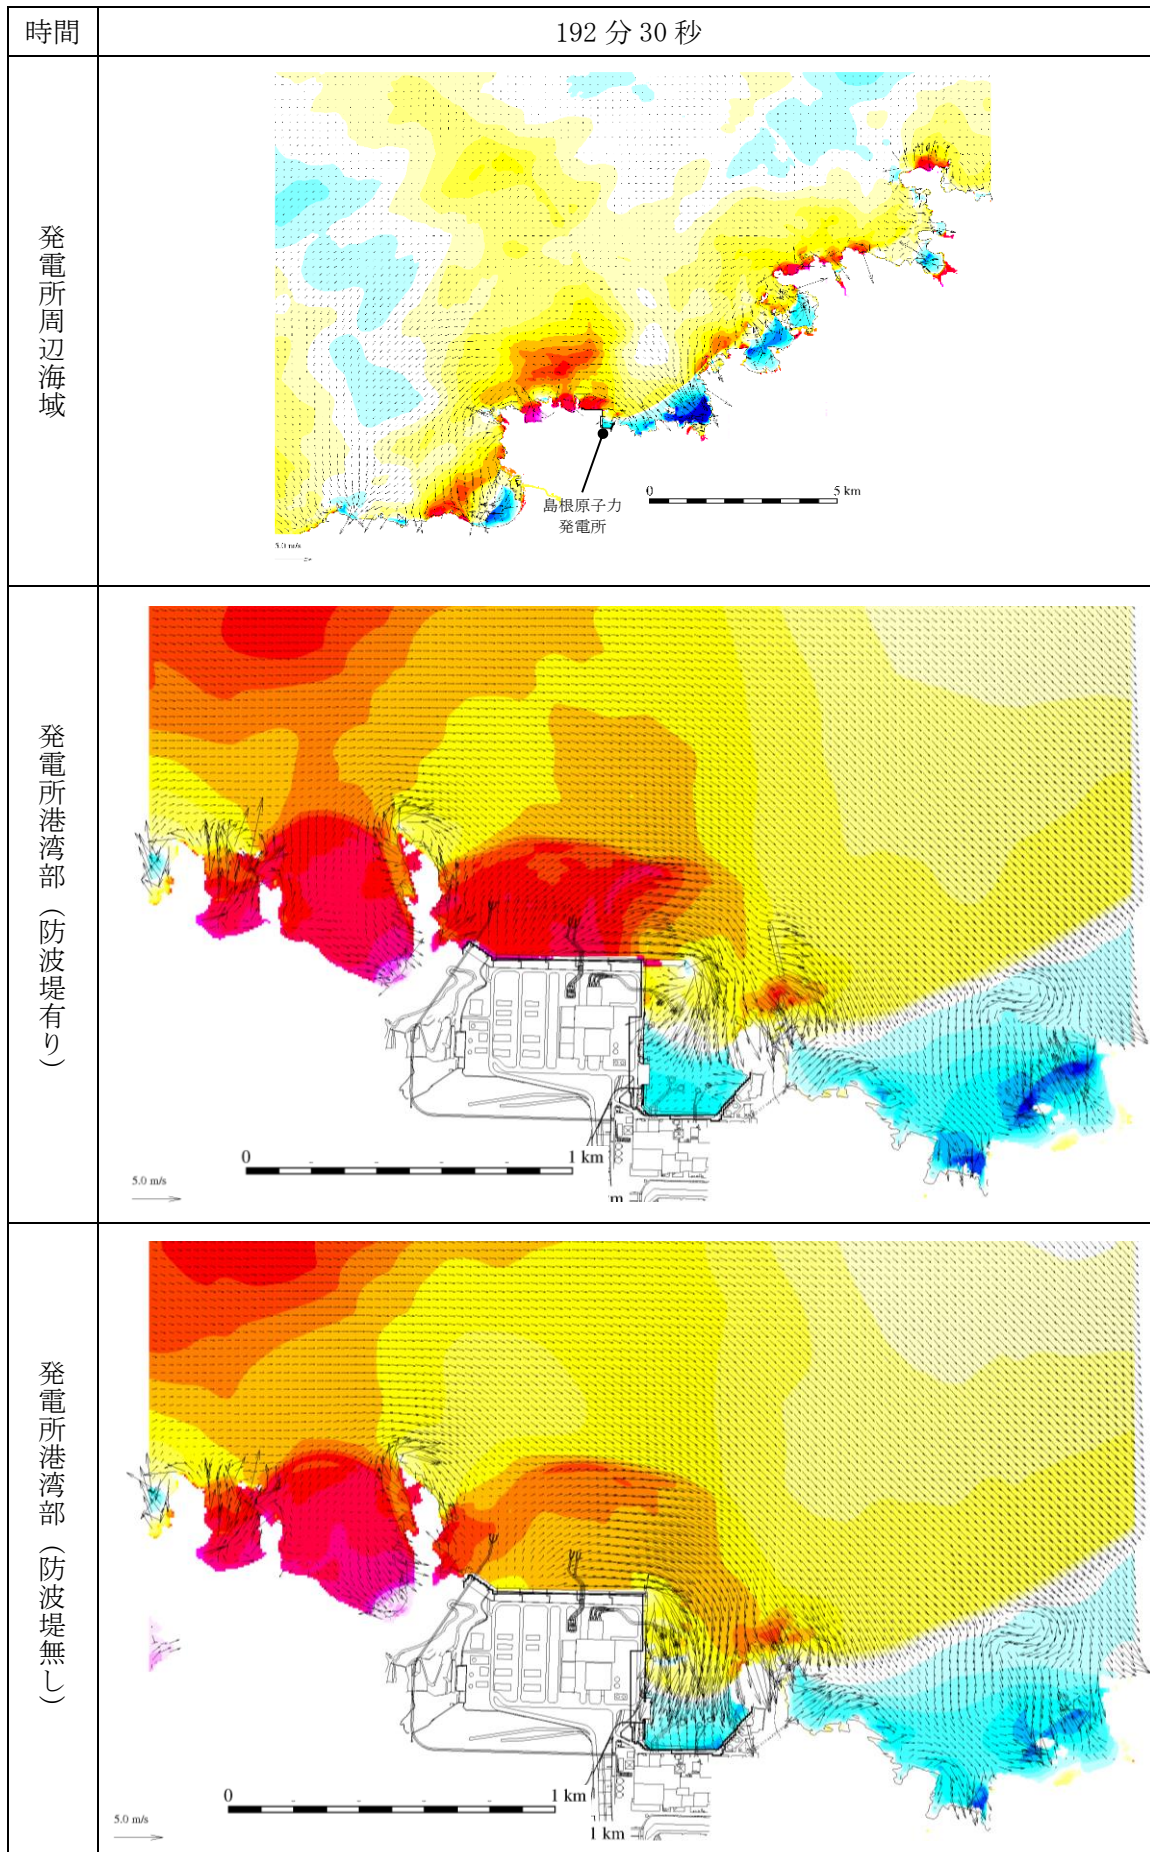 時間
192 分 30 秒
発電所周辺海域
島根原子力
発電所
0
5 km
5.0 m/s
発電所港湾部（防波堤有り）
0
1 km
5.0 m/s
m
発電所港湾部（防波堤無し）
0
1 km
5.0 m/s
1 km